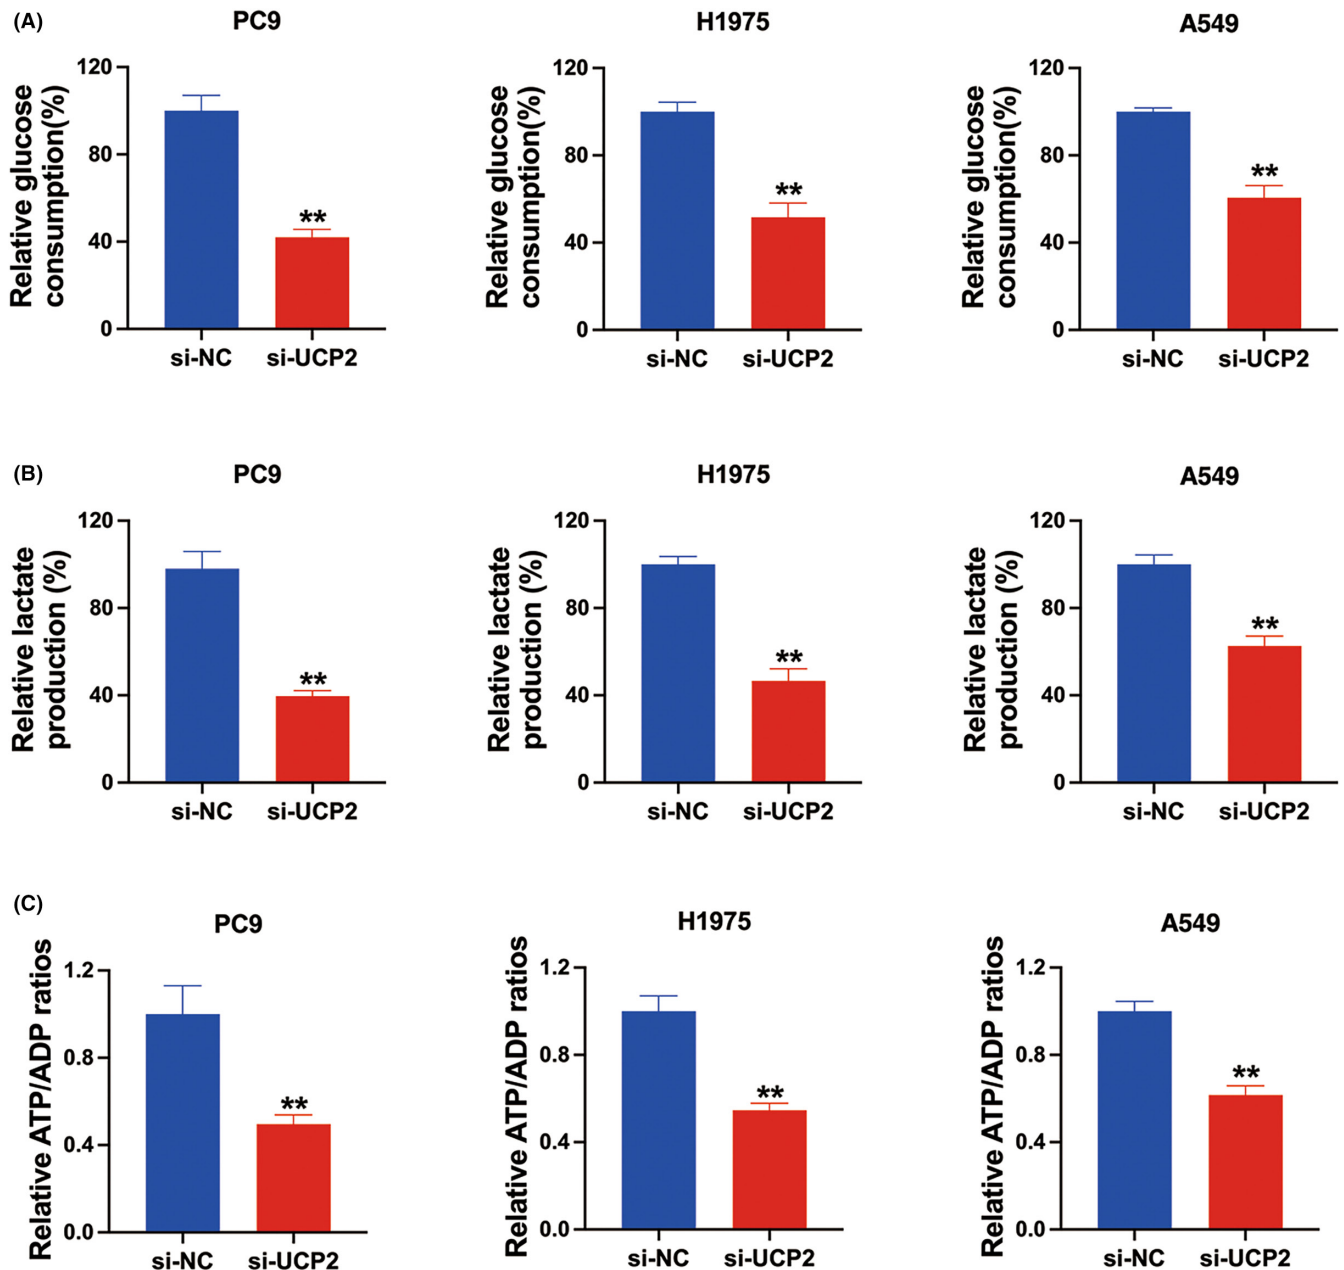 (A)
PC9
H1975
A549
Relative glucose
consumption(%)
120
80
40
0
**
si-NC
si-UCP2
Relative glucose
consumption(%)
120
80
40
0
**
si-NC
si-UCP2
Relative glucose
consumption(%)
120
80
40
0
**
si-NC
si-UCP2
(B)
PC9
H1975
A549
Relative lactate
production (%)
120
80
40
0
**
si-NC
si-UCP2
Relative lactate
production (%)
120
80
40
0
**
si-NC
si-UCP2
Relative lactate
production (%)
120
80
40
0
**
si-NC
si-UCP2
(C)
PC9
H1975
A549
Relative ATP/ADP ratios
1.2
0.8
0.4
0.0
**
si-NC
si-UCP2
Relative ATP/ADP ratios
1.2
0.8
0.4
0.0
**
si-NC
si-UCP2
Relative ATP/ADP ratios
1.2
0.8
0.4
0.0
**
si-NC
si-UCP2